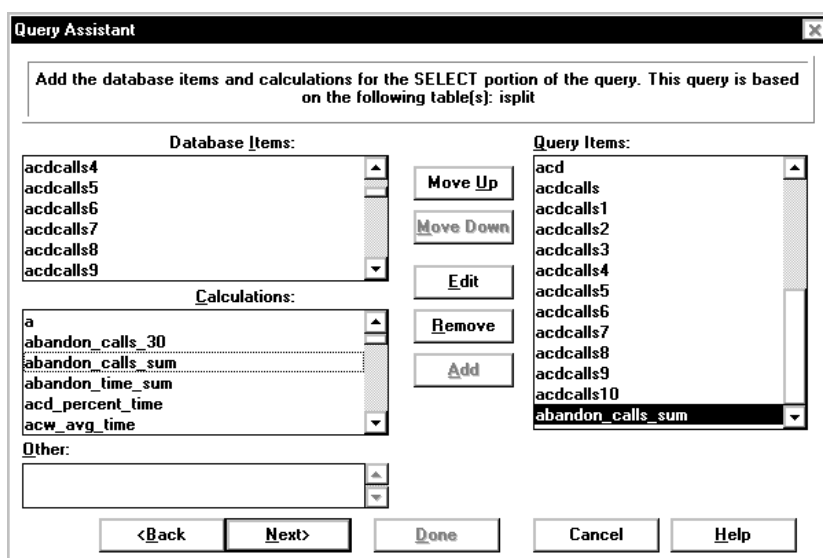 Query Assistant
Add the database items and calculations for the SELECT portion of the query. This query is based
on the following table(s): isplit
Database Items:
acdcalls4
acdcalls5
acdcalls6
acdcalls7
acdcalls8
acdcalls9
Calculations:
a
abandon_calls_30
abandon_calls_sum
abandon_time_sum
acd_percent_time
acw_avg_time
Other:
Move Up
Move Down
Edit
Remove
Add
Query Items:
acd
acdcalls
acdcalls1
acdcalls2
acdcalls3
acdcalls4
acdcalls5
acdcalls6
acdcalls7
acdcalls8
acdcalls9
acdcalls10
abandon_calls_sum
<Back
Next>
Done
Cancel
Help